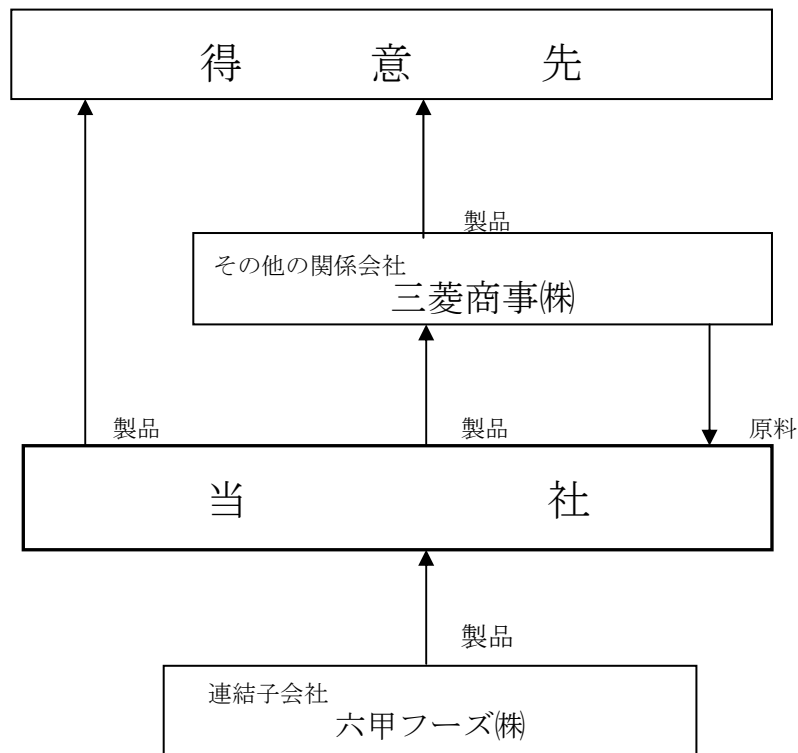 得意先
製品
その他の関係会社
三菱商事㈱
製品 製品 原料
当社
製品
連結子会社
六甲フーズ㈱